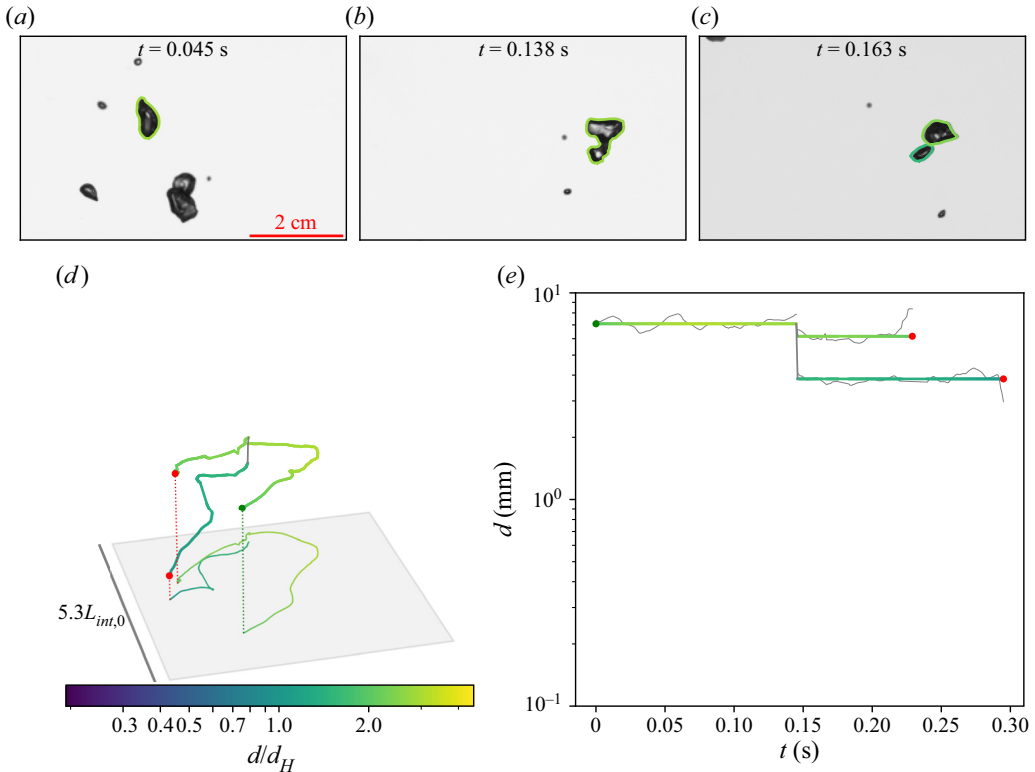 (a)
(b)
(c)
t = 0.045 s
t = 0.138 s
t = 0.163 s
2 cm
(d)
(e)
5.3L_{int,0}
0.3 0.4 0.5 0.7 1.0 2.0
d/d_H
10^1
10^0
10^{-1}
d (mm)
0 0.05 0.10 0.15 0.20 0.25 0.30
t (s)